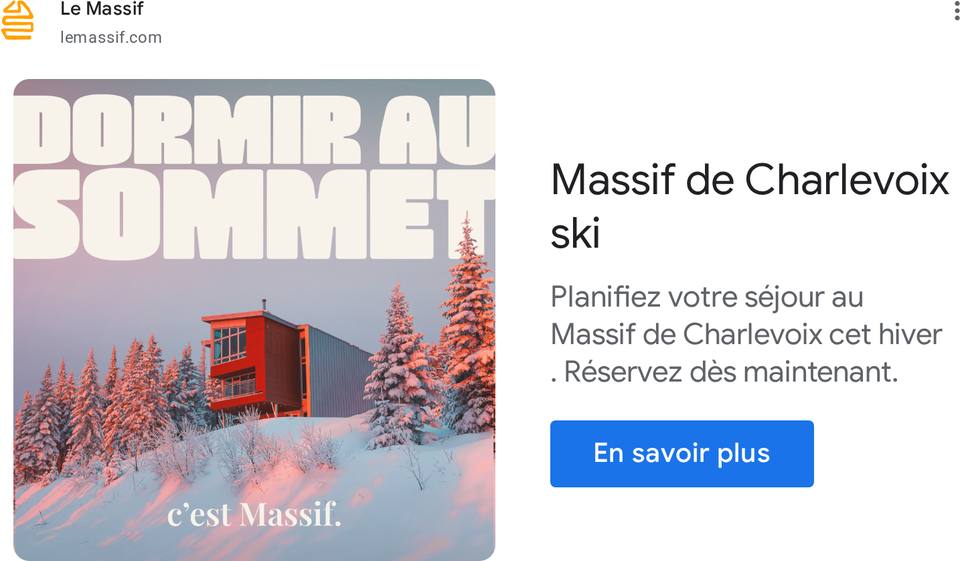 Le Massif
lemassif.com
DORMIR AU
SOMMET
c’est Massif.
Massif de Charlevoix
ski
Planifiez votre séjour au
Massif de Charlevoix cet hiver
. Réservez dès maintenant.
En savoir plus